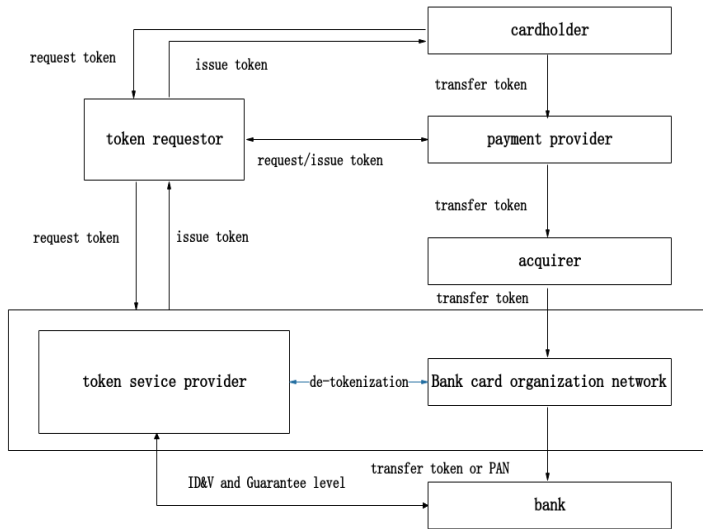 cardholder
request token
issue token
transfer token
token requestor
payment provider
request/issue token
transfer token
request token
issue token
acquirer
transfer token
token sevice provider
de-tokenization
Bank card organization network
transfer token or PAN
ID&V and Guarantee level
bank